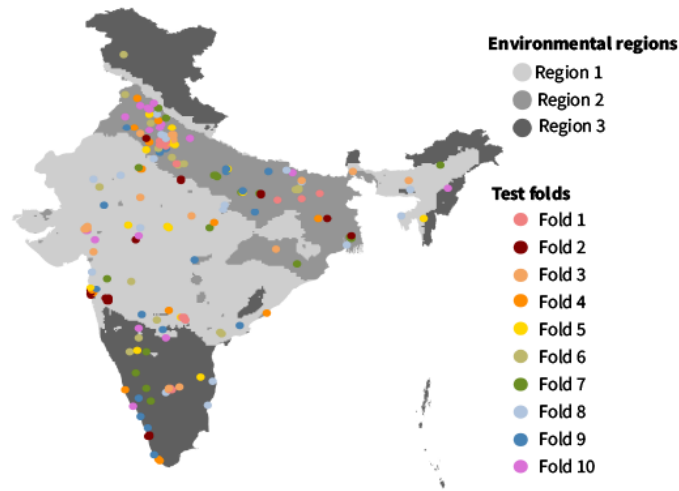 Environmental regions
Region 1
Region 2
Region 3
Test folds
Fold 1
Fold 2
Fold 3
Fold 4
Fold 5
Fold 6
Fold 7
Fold 8
Fold 9
Fold 10